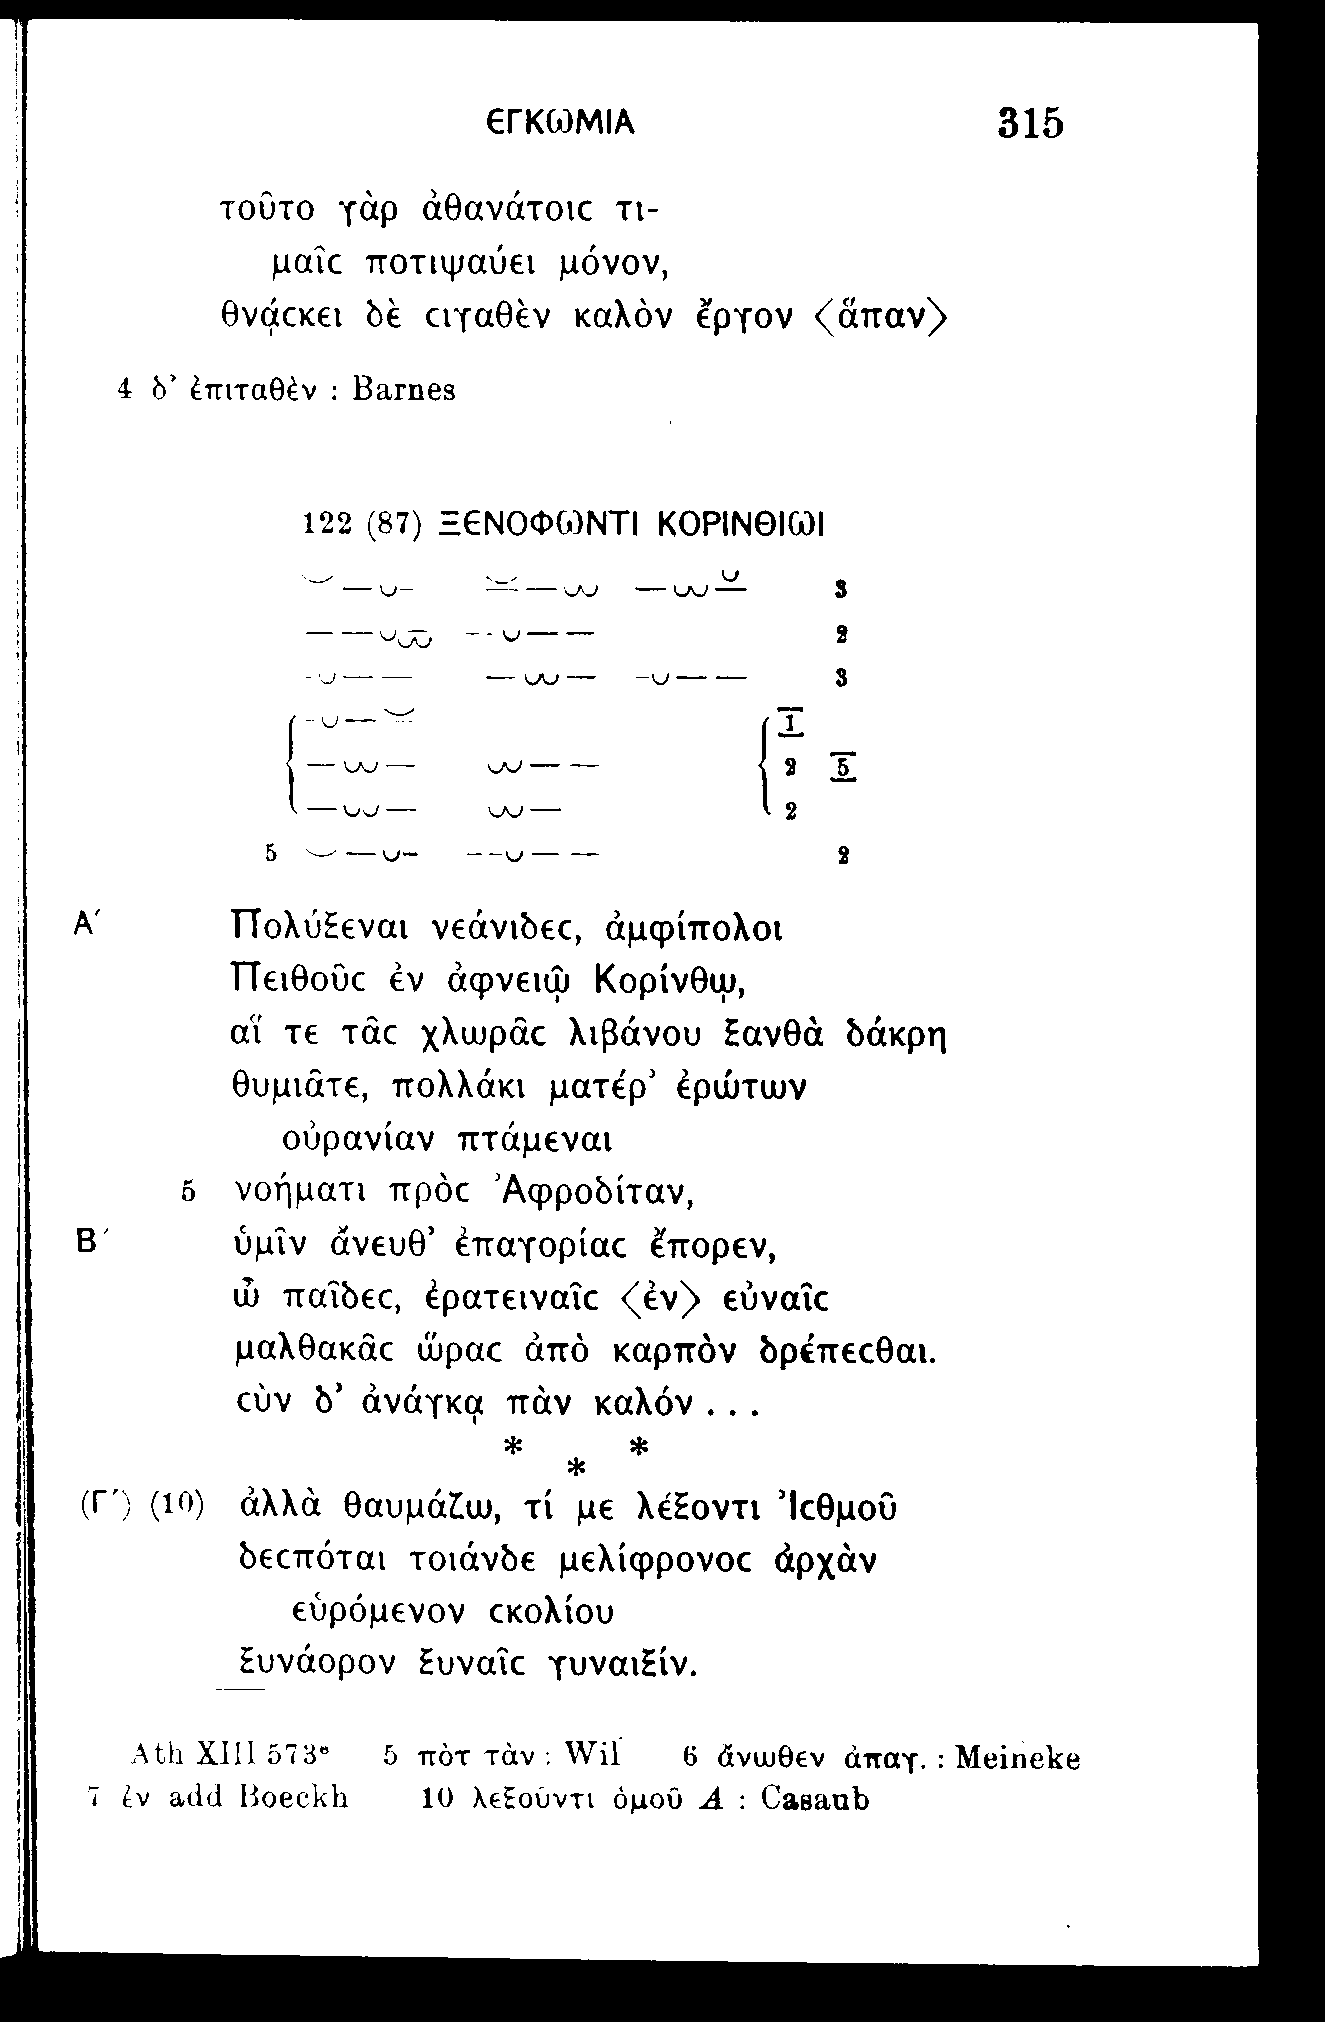 ΕΓΚΩΜΙΑ 315
τοῦτο γὰρ ἀθανάτοιϲ τι-
μαῖϲ ποτιψαύει μόνον,
θνᾴϲκει δὲ ϲιγαθὲν καλὸν ἔργον ⟨ἅπαν⟩
4 δ’ ἐπιταθὲν : Barnes
122 (87) ΞΕΝΟΦΩΝΤΙ ΚΟΡΙΝΘΙΩΙ
3
2
3
1
2 5
2
5 2
Α′ Πολύξεναι νεάνιδεϲ, ἀμφίπολοι
Πειθοῦϲ ἐν ἀφνειῷ Κορίνθῳ,
αἵ τε τᾶϲ χλωρᾶϲ λιβάνου ξανθὰ δάκρη
θυμιᾶτε, πολλάκι ματέρ’ ἐρώτων
οὐρανίαν πτάμεναι
5 νοήματι πρὸϲ Ἀφροδίταν,
Β′ ὑμῖν ἄνευθ’ ἐπαγορίαϲ ἔπορεν,
ὦ παῖδεϲ, ἐρατειναῖϲ ⟨ἐν⟩ εὐναῖϲ
μαλθακᾶϲ ὥραϲ ἀπὸ καρπὸν δρέπεϲθαι.
ϲὺν δ’ ἀνάγκᾳ πὰν καλόν . . .
* * *
(Γ′) (10) ἀλλὰ θαυμάζω, τί με λέξοντι Ἰϲθμοῦ
δεϲπόται τοιάνδε μελίφρονοϲ ἀρχὰν
εὑρόμενον ϲκολίου
ξυνάορον ξυναῖϲ γυναιξίν.
Ath XIII 573ᵉ 5 πὸτ τὰν : Wil 6 ἄνωθεν ἀπαγ. : Meineke
7 ἐν add Boeckh 10 λεξοῦντι ὁμοῦ A : Casaub